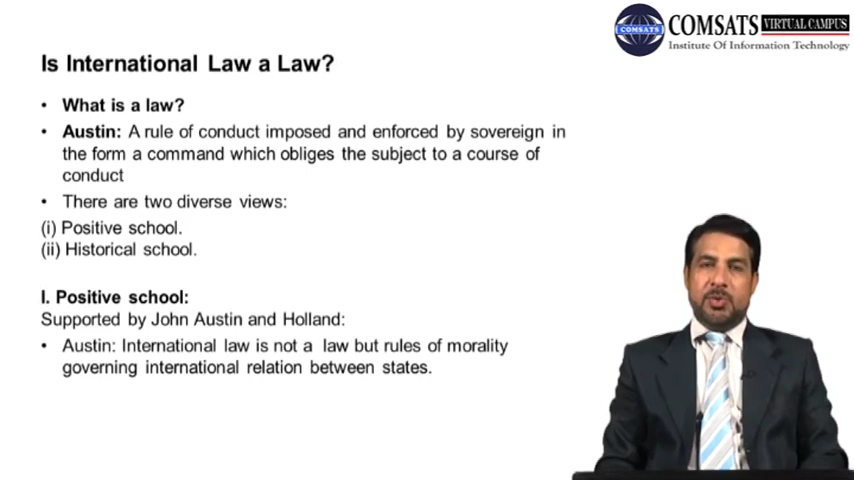 COMSATS
COMSATS VIRTUAL CAMPUS
Institute Of Information Technology
Is International Law a Law?
• What is a law?
• Austin: A rule of conduct imposed and enforced by sovereign in
the form a command which obliges the subject to a course of
conduct
• There are two diverse views:
(i) Positive school.
(ii) Historical school.
I. Positive school:
Supported by John Austin and Holland:
• Austin: International law is not a law but rules of morality
governing international relation between states.